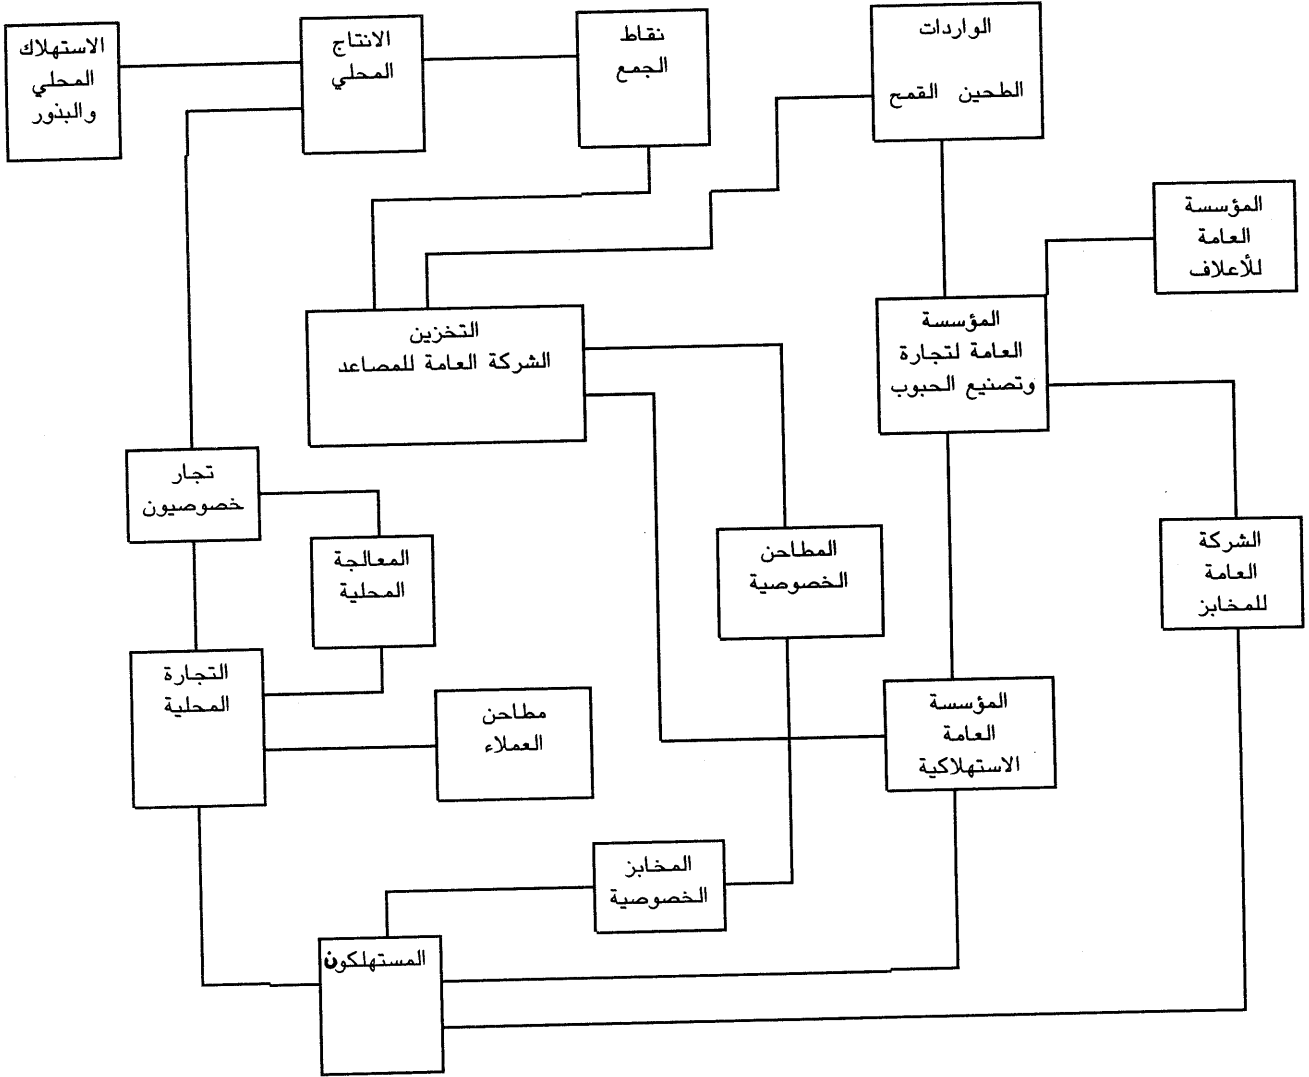 الواردات
الطحين القمح
نقاط
الجمع
الانتاج
المحلي
الاستهلاك
المحلي
والبذور
المؤسسة
العامة
للأعلاف
المؤسسة
العامة لتجارة
وتصنيع الحبوب
التخزين
الشركة العامة للمصاعد
تجار
خصوصيون
الشركة
العامة
للمخابز
المطاحن
الخصوصية
المعالجة
المحلية
التجارة
المحلية
المؤسسة
العامة
الاستهلاكية
مطاحن
العملاء
المخابز
الخصوصية
المستهلكون